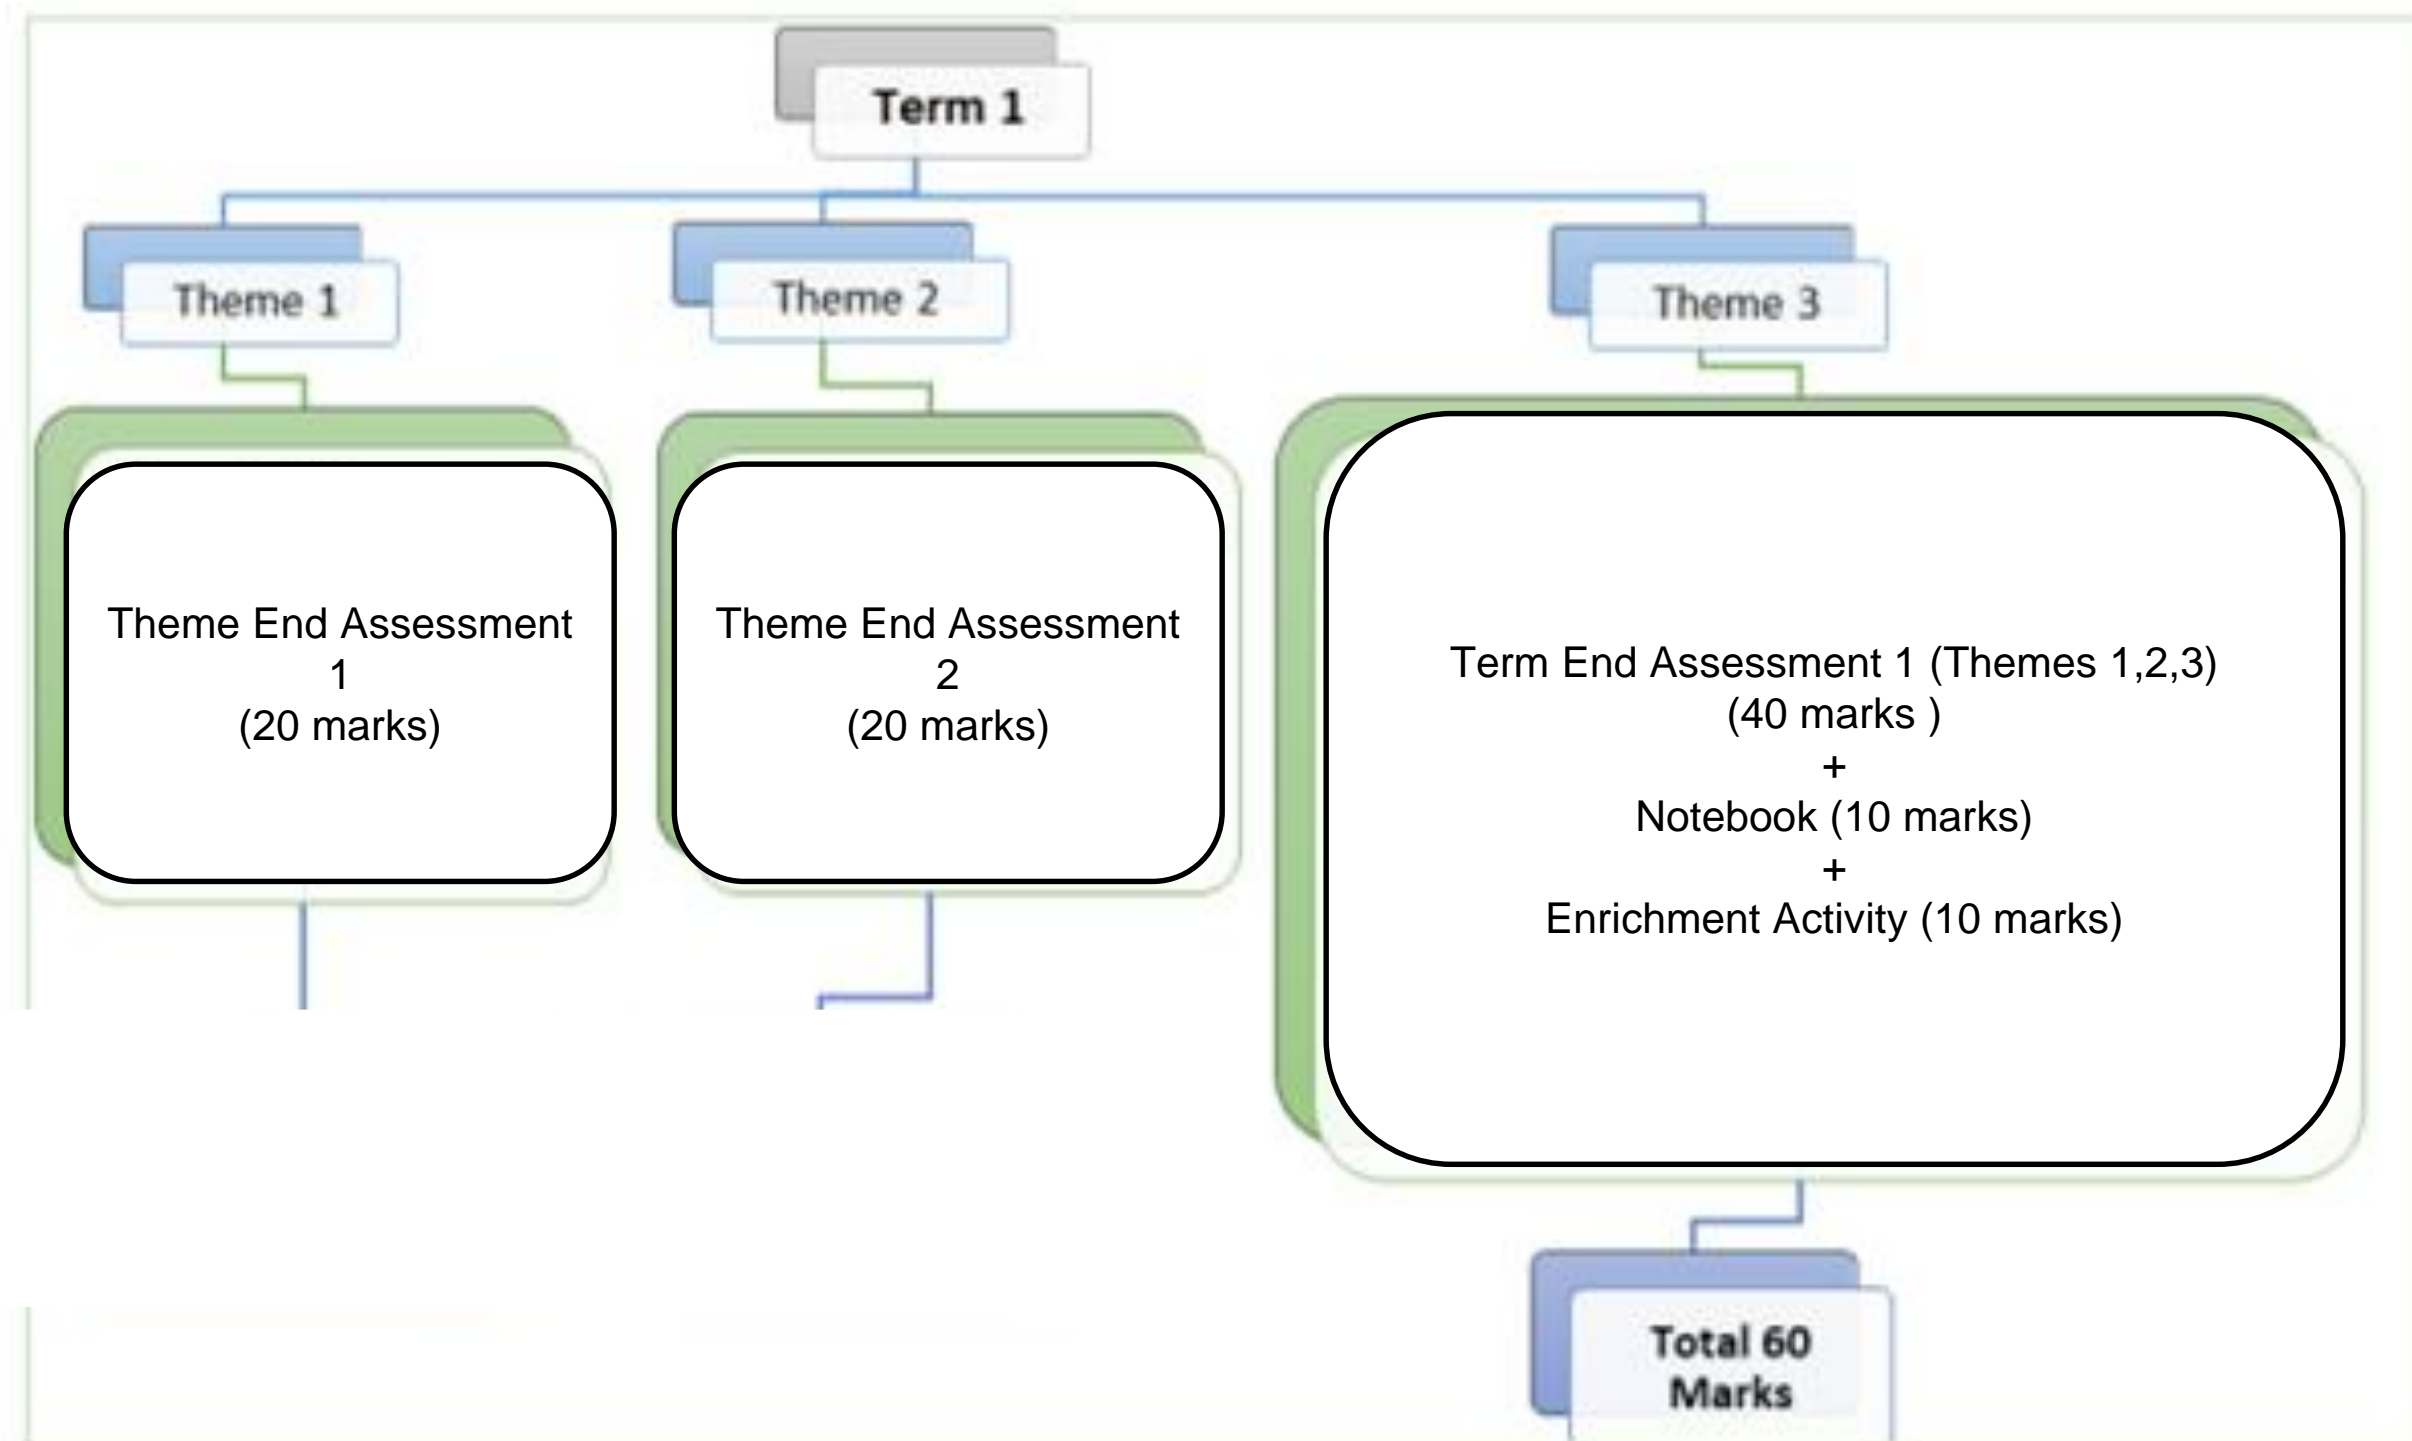 Term 1
Theme 1
Theme 2
Theme 3
Theme End Assessment
1
(20 marks)
Theme End Assessment
2
(20 marks)
Term End Assessment 1 (Themes 1,2,3)
(40 marks )
+
Notebook (10 marks)
+
Enrichment Activity (10 marks)
Total 60
Marks